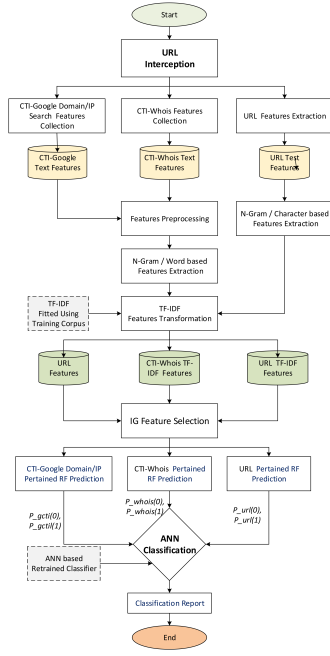 Start
URL
Interception
CTI-Google Domain/IP
Search Features
Collection
CTI-Whois Features
Collection
URL Features Extraction
CTI-Google
Text Features
CTI-Whois Text
Features
URL Text
Features
Features Preprocessing
N-Gram / Character based
Features Extraction
N-Gram / Word based
Features Extraction
TF-IDF
Fitted Using
Training Corpus
TF-IDF
Features Transformation
URL
Features
CTI-Whois TF-
IDF Features
URL TF-IDF
Features
IG Feature Selection
CTI-Google Domain/IP
Pertained RF Prediction
CTI-Whois Pertained
RF Prediction
URL Pertained RF
Prediction
P_gcti(0),
P_gctil(1)
P_whois(0),
P_whois(1)
P_url(0),
P_url(1)
ANN
Classification
ANN based
Retrained Classifier
Classification Report
End